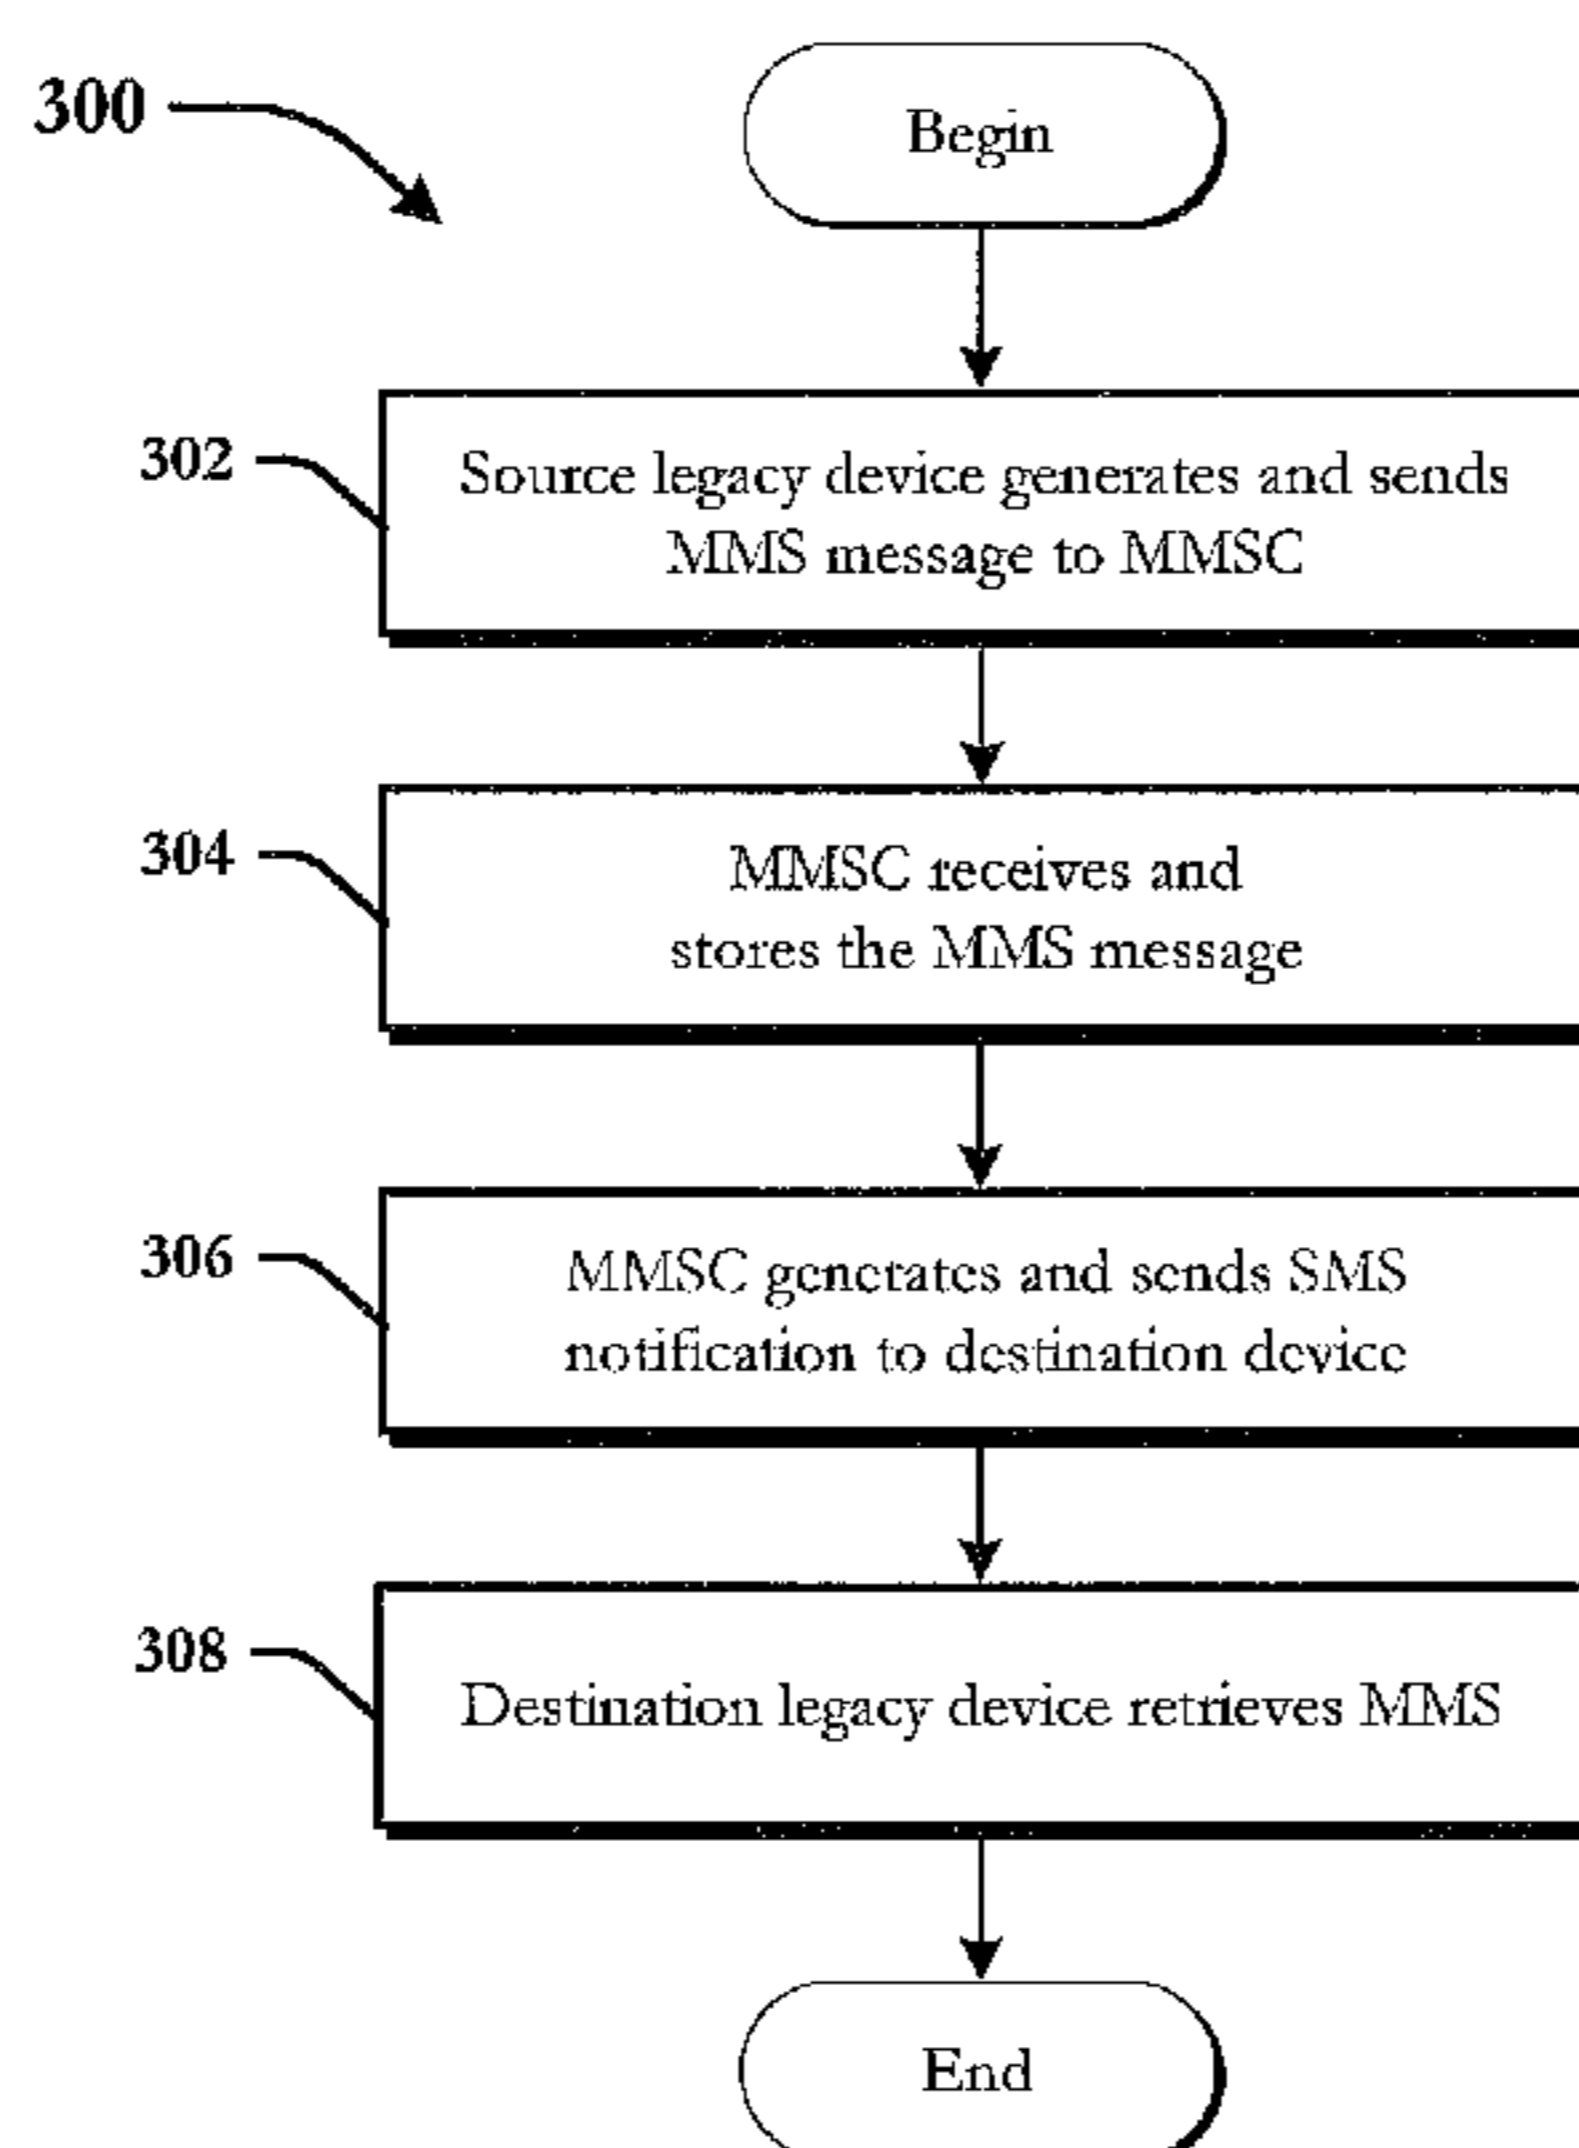 300
Begin
302
Source legacy device generates and sends
MMS message to MMSC
304
MMSC receives and
stores the MMS message
306
MMSC generates and sends SMS
notification to destination device
308
Destination legacy device retrieves MMS
End